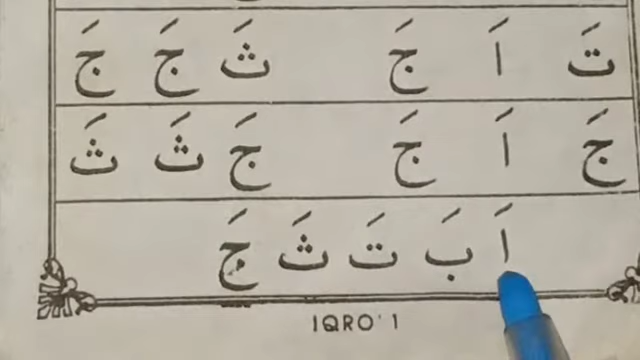 تَ اَ جَ ثَ جَ جَ
جَ اَ جَ جَ ثَ ثَ
اَ بَ تَ ثَ جَ
IQRO' 1